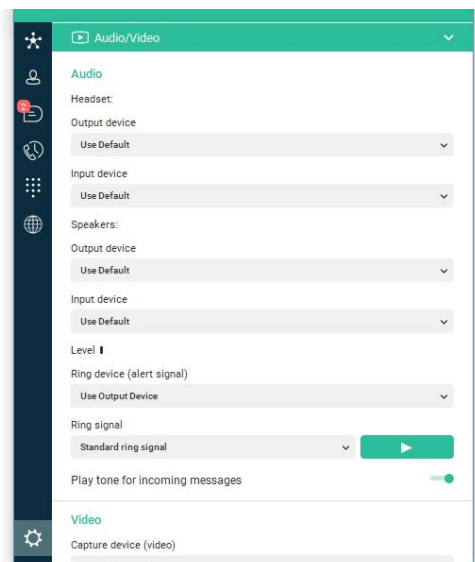 Audio/Video
Audio
Headset:
Output device
Use Default
Input device
Use Default
2
Speakers:
Output device
Use Default
Input device
Use Default
Level
Ring device (alert signal)
Use Output Device
Ring signal
Standard ring signal
Play tone for incoming messages
Video
Capture device (video)